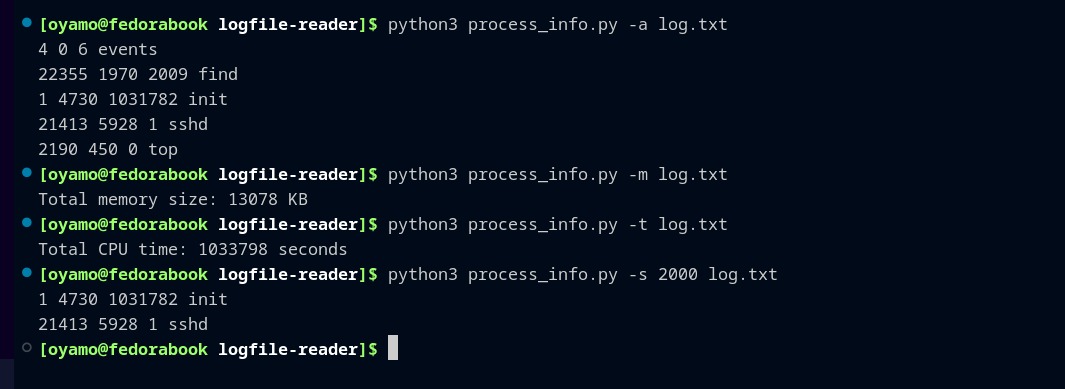 [oyamo@fedorabook logfile-reader]$ python3 process_info.py -a log.txt
4 0 6 events
22355 1970 2009 find
1 4730 1031782 init
21413 5928 1 sshd
2190 450 0 top
[oyamo@fedorabook logfile-reader]$ python3 process_info.py -m log.txt
Total memory size: 13078 KB
[oyamo@fedorabook logfile-reader]$ python3 process_info.py -t log.txt
Total CPU time: 1033798 seconds
[oyamo@fedorabook logfile-reader]$ python3 process_info.py -s 2000 log.txt
1 4730 1031782 init
21413 5928 1 sshd
[oyamo@fedorabook logfile-reader]$